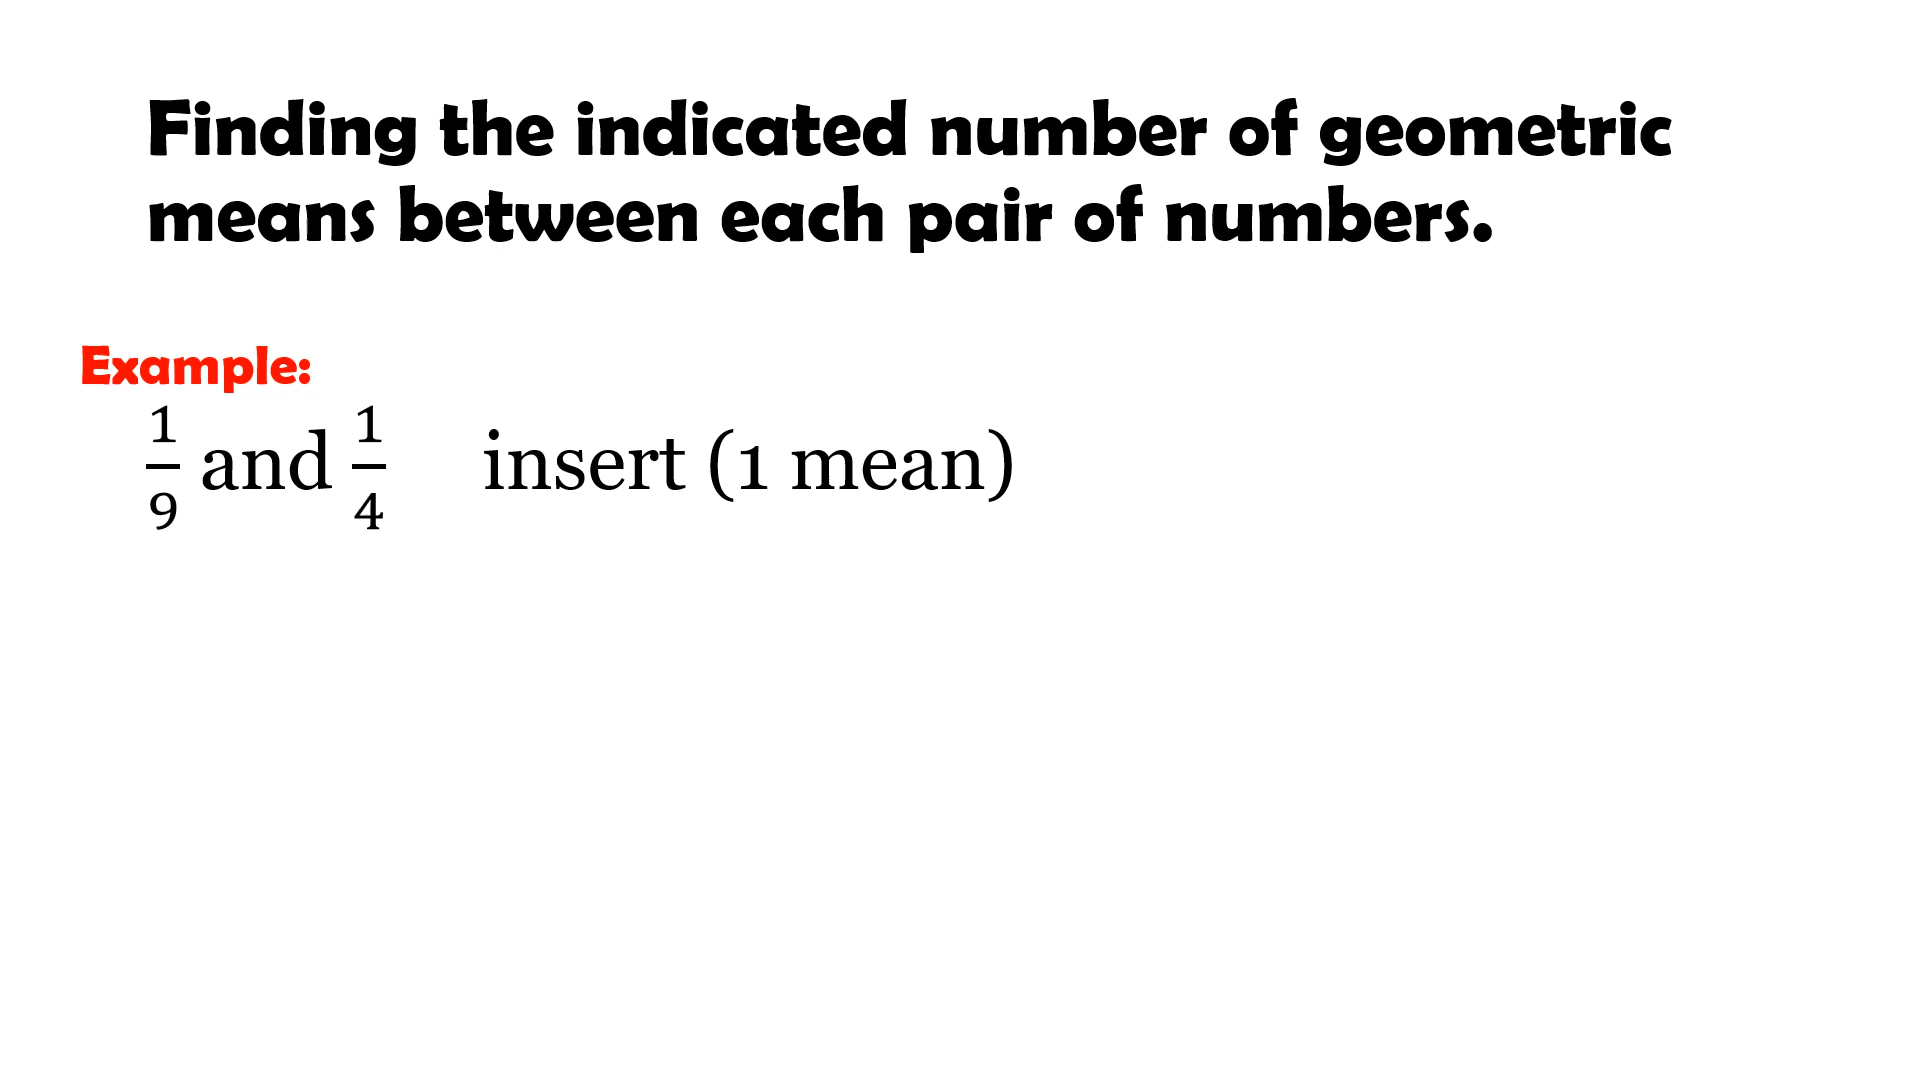 Finding the indicated number of geometric
means between each pair of numbers.
Example:
1/9 and 1/4 insert (1 mean)